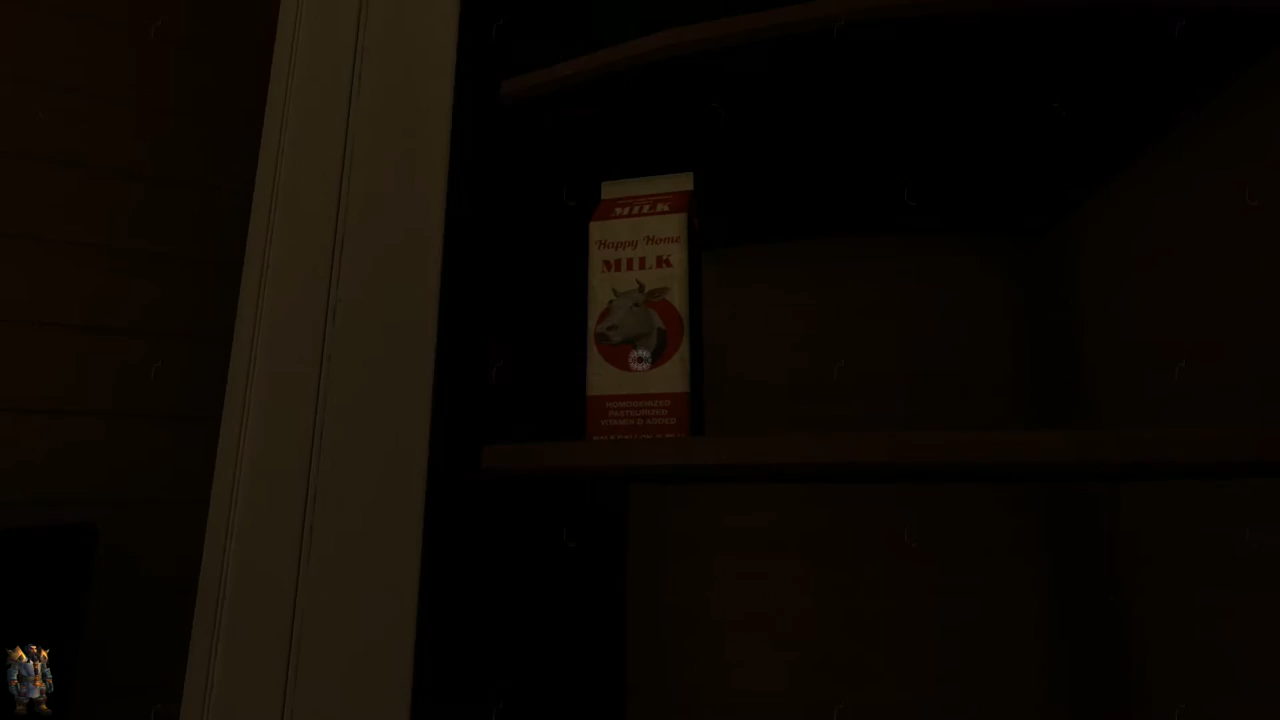 MILK
Happy Home
MILK
HOMOGENIZED
PASTEURIZED
VITAMIN D ADDED